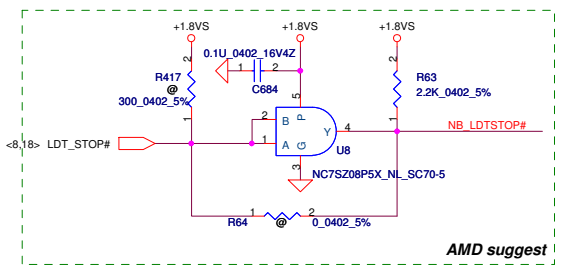 +1.8VS +1.8VS +1.8VS
0.1U_0402_16V4Z
1 2
C684
2
R417
@
300_0402_5%
1
2
R63
2.2K_0402_5%
1
5
P
2 B
1 A
Y 4
G
3
U8
NB_LDTSTOP#
<8,18> LDT_STOP#
NC7SZ08P5X_NL_SC70-5
1 2
R64 @ 0_0402_5%
AMD suggest